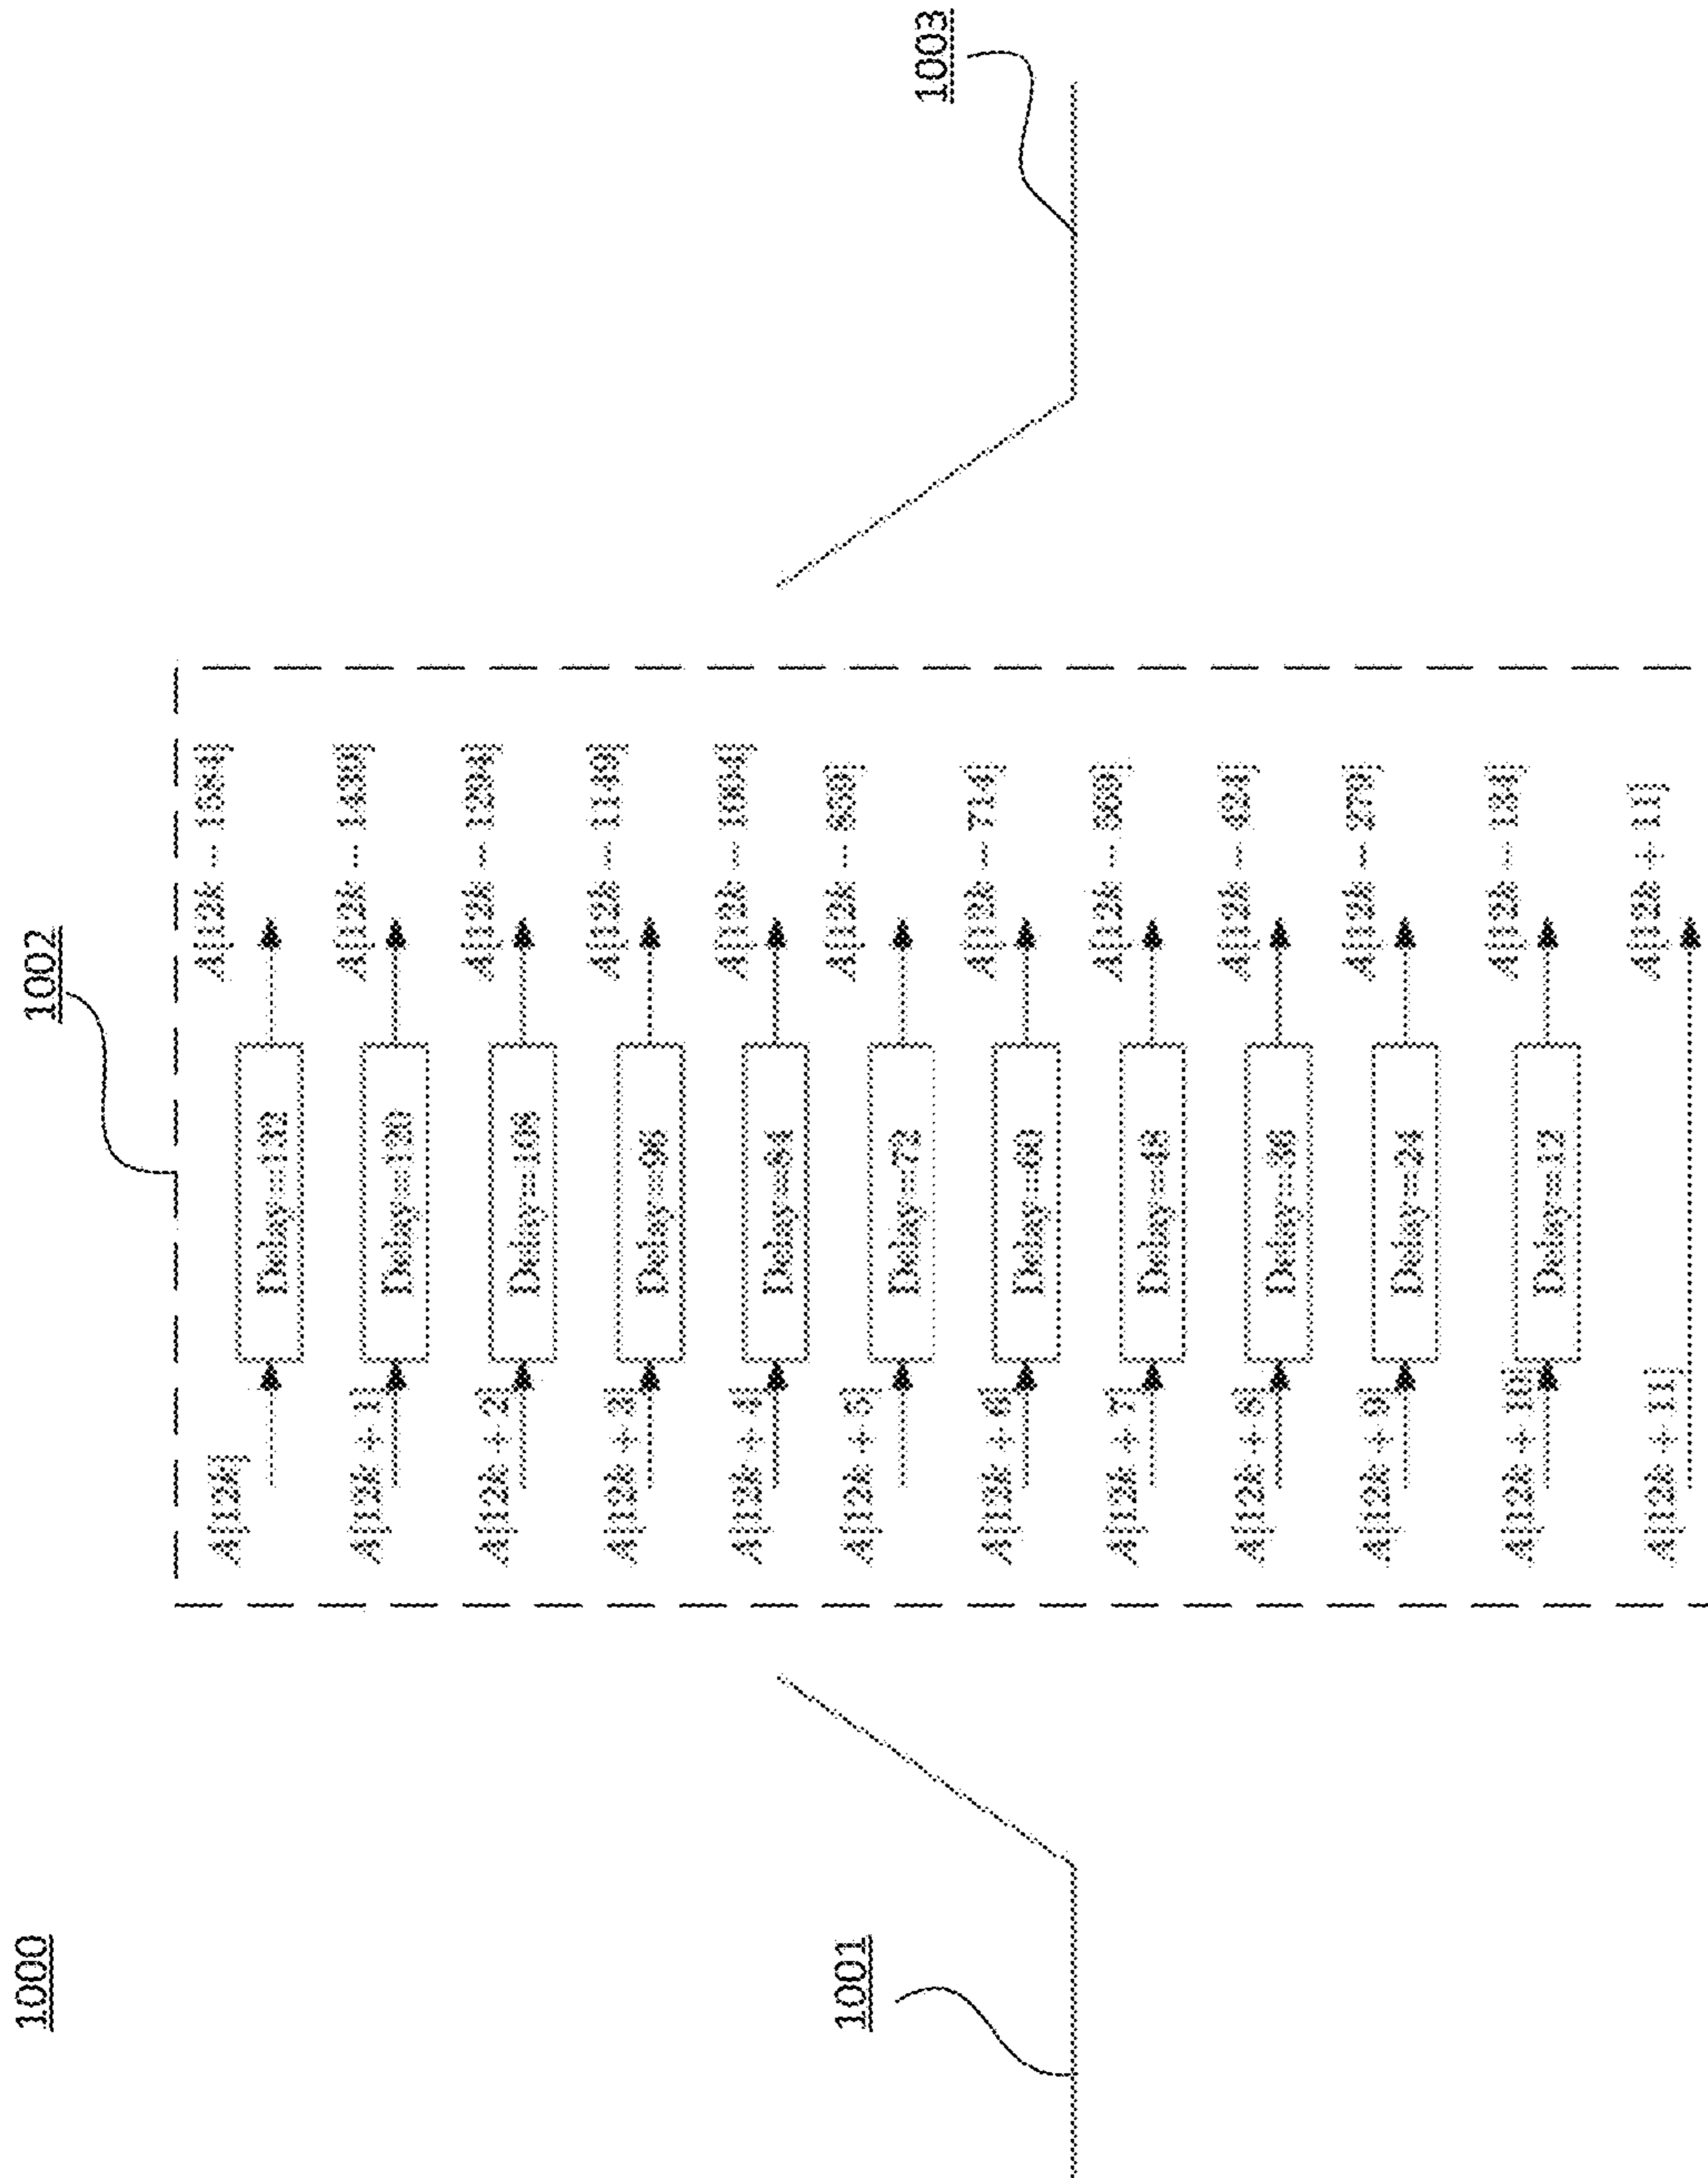 1000
1002
A[12k]
Delay=132
A[12k − 1584]
A[12k + 1]
Delay=120
A[12k − 1439]
A[12k + 2]
Delay=108
A[12k − 1294]
A[12k + 3]
Delay=96
A[12k − 1149]
A[12k + 4]
Delay=84
A[12k − 1004]
A[12k + 5]
Delay=72
A[12k − 859]
A[12k + 6]
Delay=60
A[12k − 714]
A[12k + 7]
Delay=48
A[12k − 569]
A[12k + 8]
Delay=36
A[12k − 424]
A[12k + 9]
Delay=24
A[12k − 279]
A[12k + 10]
Delay=12
A[12k − 134]
A[12k + 11]
A[12k + 11]
1001
1003